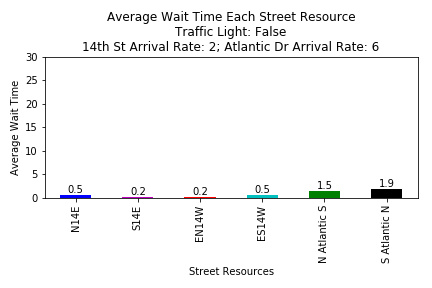 Average Wait Time Each Street Resource
Traffic Light: False
14th St Arrival Rate: 2; Atlantic Dr Arrival Rate: 6
30
25
20
15
10
5
0
Average Wait Time
0.5
0.2
0.2
0.5
1.5
1.9
N14E
S14E
EN14W
ES14W
N Atlantic S
S Atlantic N
Street Resources